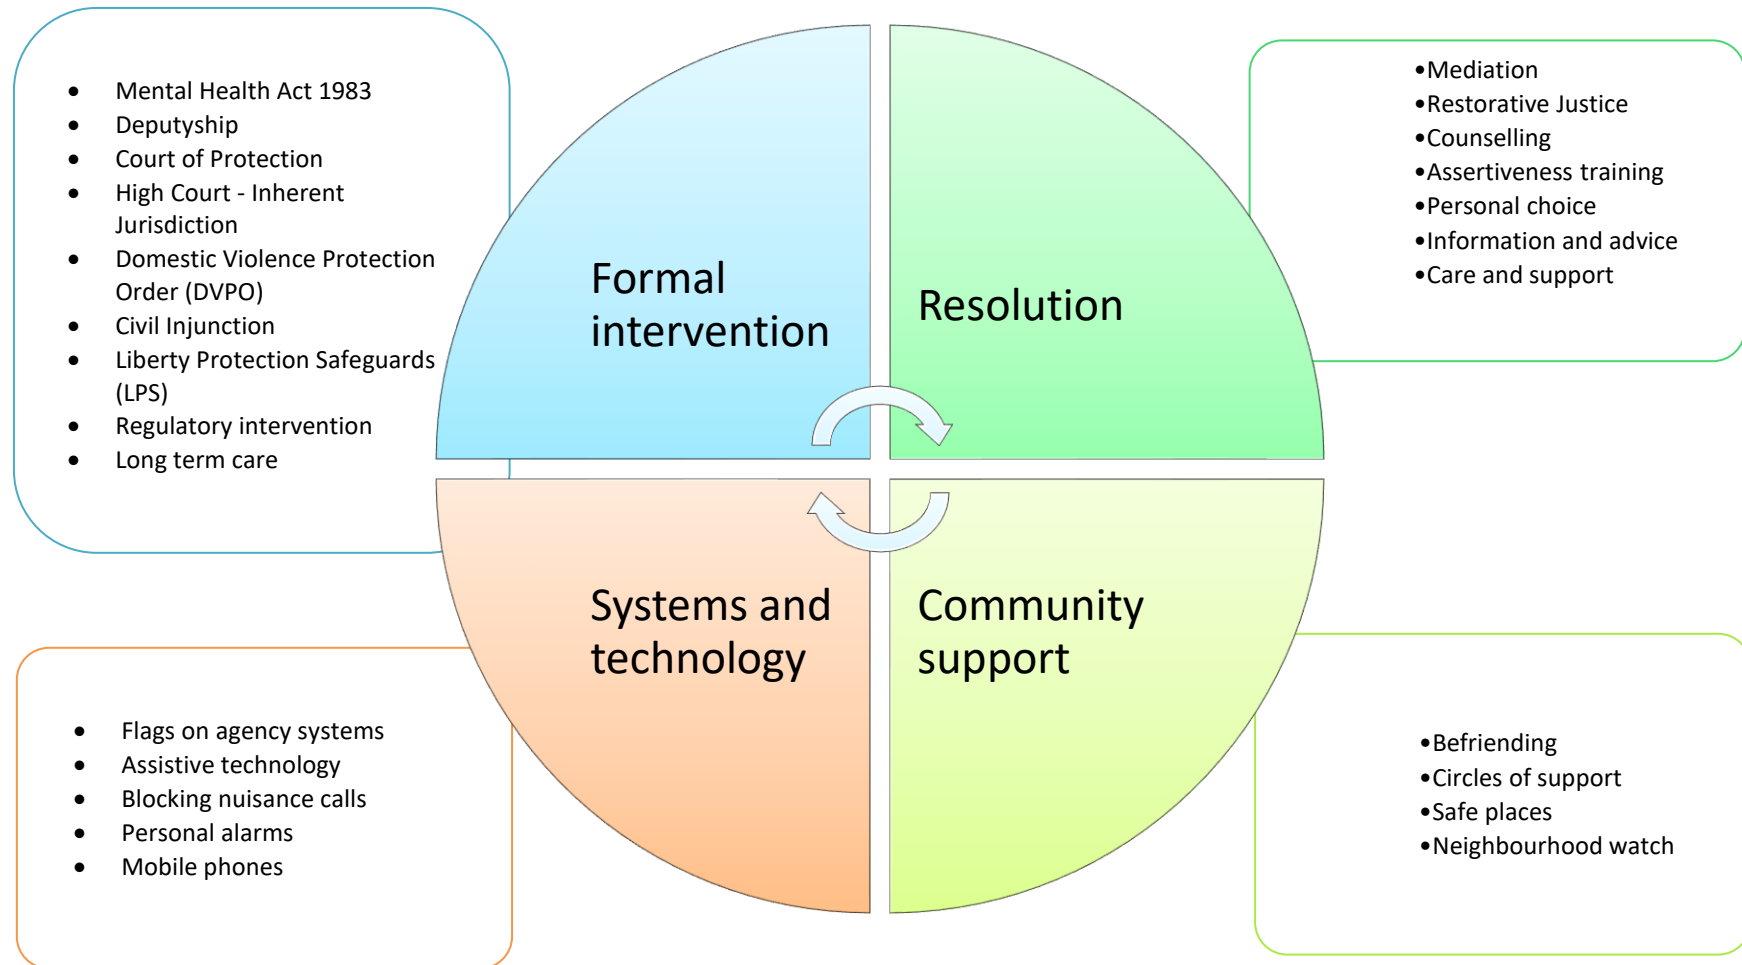 • Mental Health Act 1983
• Deputyship
• Court of Protection
• High Court - Inherent
Jurisdiction
• Domestic Violence Protection
Order (DVPO)
• Civil Injunction
• Liberty Protection Safeguards
(LPS)
• Regulatory intervention
• Long term care
Formal
intervention
Resolution
•Mediation
•Restorative Justice
•Counselling
•Assertiveness training
•Personal choice
•Information and advice
•Care and support
Systems and
technology
• Flags on agency systems
• Assistive technology
• Blocking nuisance calls
• Personal alarms
• Mobile phones
Community
support
•Befriending
•Circles of support
•Safe places
•Neighbourhood watch